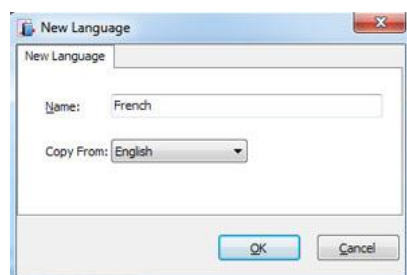 New Language
New Language
Name: French
Copy From: English
OK Cancel